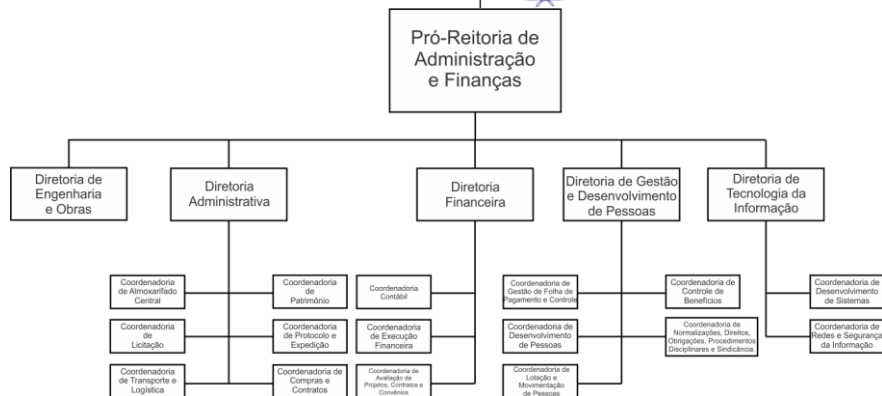 Pró-Reitoria de
Administração
e Finanças
Diretoria de
Engenharia
e Obras
Diretoria
Administrativa
Diretoria
Financeira
Diretoria de Gestão
e Desenvolvimento
de Pessoas
Diretoria de
Tecnologia da
Informação
Coordenadoria
de Almoxarifado
Central
Coordenadoria
de
Patrimônio
Coordenadoria
Contábil
Coordenadoria de
Gestão de Folha de
Pagamento e Controle
Coordenadoria de
Controle de
Benefícios
Coordenadoria de
Desenvolvimento
de Sistemas
Coordenadoria
de
Licitação
Coordenadoria
de Protocolo e
Expedição
Coordenadoria
de Execução
Financeira
Coordenadoria de
Desenvolvimento
de Pessoas
Coordenadoria de
Normalizações, Direitos,
Obrigações, Procedimentos
Disciplinares e Sindicância.
Coordenadoria de
Redes e Segurança
da Informação
Coordenadoria
de Transporte e
Logística
Coordenadoria
de Compras e
Contratos
Coordenadoria de
Avaliação de
Projetos, Contratos e
Convênios
Coordenadoria de
Lotação e
Movimentação
de Pessoas